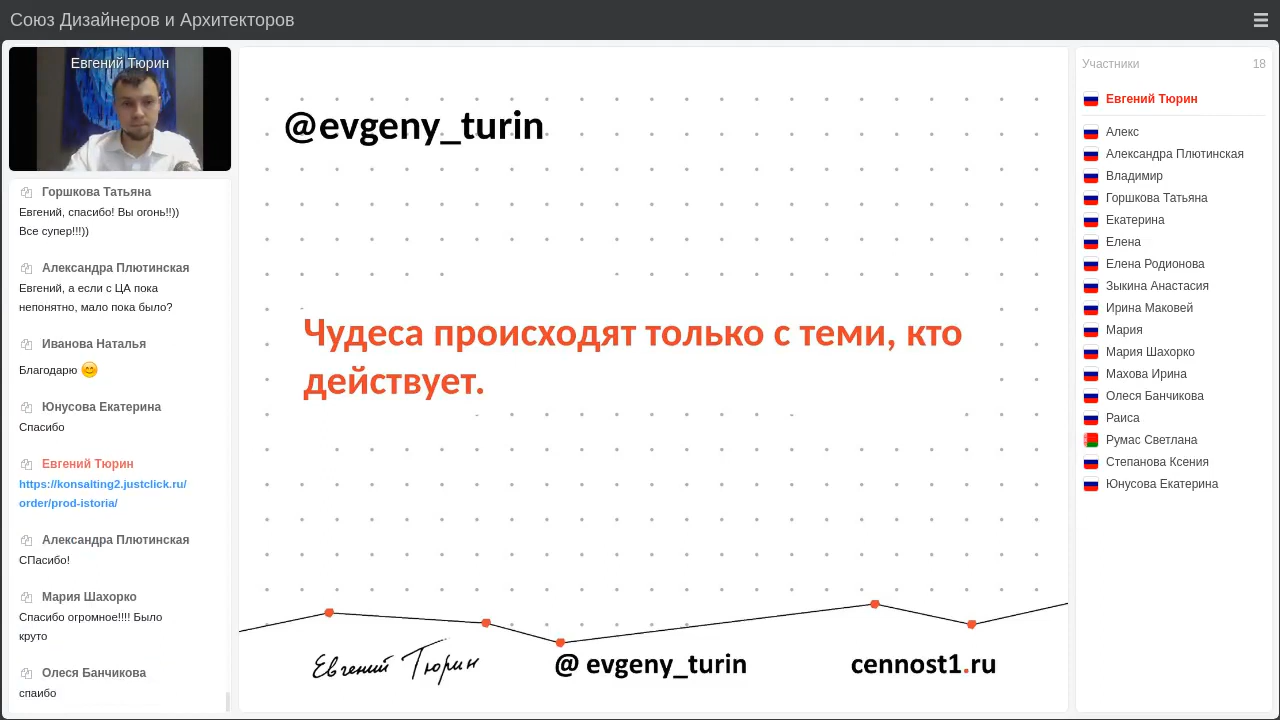 Союз Дизайнеров и Архитекторов
Евгений Тюрин
Горшкова Татьяна
Евгений, спасибо! Вы огонь!!))
Все супер!!!))
Александра Плютинская
Евгений, а если с ЦА пока
непонятно, мало пока было?
Иванова Наталья
Благодарю 😊
Юнусова Екатерина
Спасибо
Евгений Тюрин
https://konsalting2.justclick.ru/
order/prod-istoria/
Александра Плютинская
СПасибо!
Мария Шахорко
Спасибо огромное!!!! Было
круто
Олеся Банчикова
спаибо
@evgeny_turin
Чудеса происходят только с теми, кто
действует.
Евгений Тюрин
@ evgeny_turin
cennost1.ru
Участники 18
Евгений Тюрин
Алекс
Александра Плютинская
Владимир
Горшкова Татьяна
Екатерина
Елена
Елена Родионова
Зыкина Анастасия
Ирина Маковей
Мария
Мария Шахорко
Махова Ирина
Олеся Банчикова
Раиса
Румас Светлана
Степанова Ксения
Юнусова Екатерина